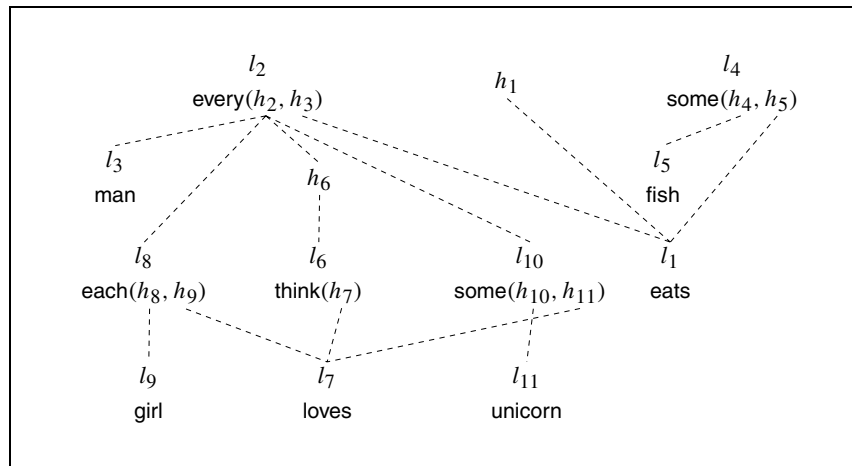 l2 h1 l4
every(h2, h3) some(h4, h5)
l3 h6 l5
man fish
l8 l6 l10 l1
each(h8, h9) think(h7) some(h10, h11) eats
l9 l7 l11
girl loves unicorn